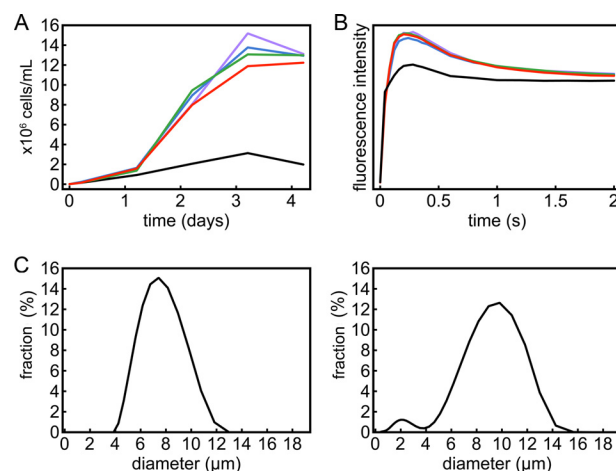 A
16
14
12
10
8
6
4
2
0
x10⁶ cells/mL
0 1 2 3 4
time (days)
B
fluorescence intensity
0 0.5 1 1.5 2
time (s)
C
16
14
12
10
8
6
4
2
0
fraction (%)
0 2 4 6 8 10 12 14 16 18
diameter (µm)
16
14
12
10
8
6
4
2
0
fraction (%)
0 2 4 6 8 10 12 14 16 18
diameter (µm)